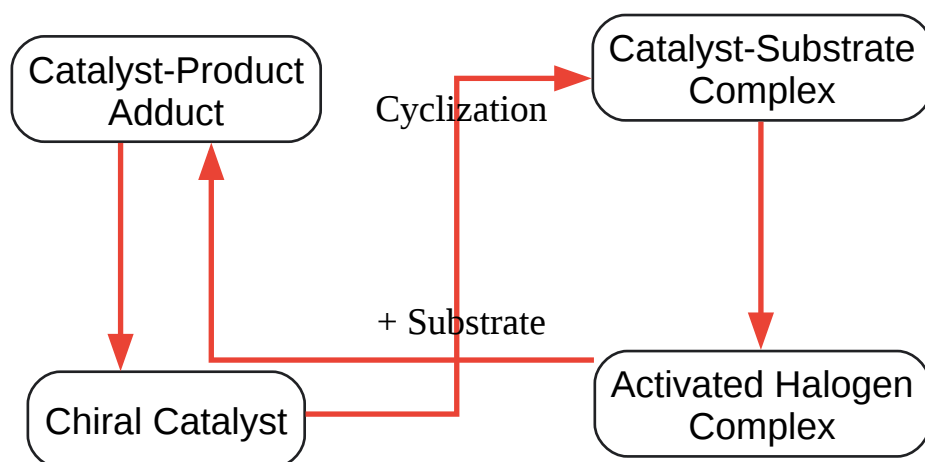 Catalyst-Product
Adduct
Catalyst-Substrate
Complex
Cyclization
+ Substrate
Chiral Catalyst
Activated Halogen
Complex